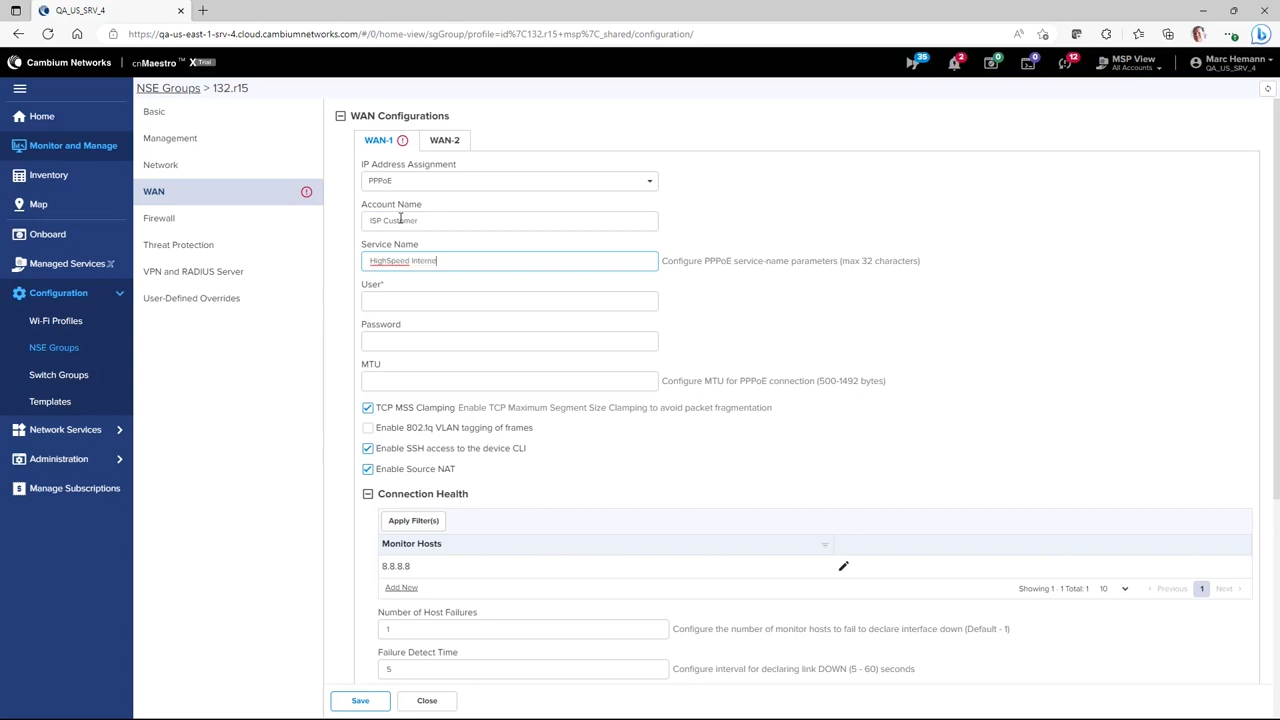 QA_US_SRV_4
https://qa-us-east-1-srv-4.cloud.cambiumnetworks.com/#/0/home-view/sgGroup/profile=id%7C132.r15+msp%7C_shared/configuration/
Cambium Networks cnMaestro X Trial 35 2 0 0 12 MSP View All Accounts Marc Hemann QA_US_SRV_4
NSE Groups > 132.r15
Home
Monitor and Manage
Inventory
Map
Onboard
Managed Services X
Configuration
Wi-Fi Profiles
NSE Groups
Switch Groups
Templates
Network Services
Administration
Manage Subscriptions
Basic
Management
Network
WAN
Firewall
Threat Protection
VPN and RADIUS Server
User-Defined Overrides
WAN Configurations
WAN-1 WAN-2
IP Address Assignment
PPPoE
Account Name
ISP Customer
Service Name
HighSpeed Interne Configure PPPoE service-name parameters (max 32 characters)
User*
Password
MTU
Configure MTU for PPPoE connection (500-1492 bytes)
TCP MSS Clamping Enable TCP Maximum Segment Size Clamping to avoid packet fragmentation
Enable 802.1q VLAN tagging of frames
Enable SSH access to the device CLI
Enable Source NAT
Connection Health
Apply Filter(s)
Monitor Hosts
8.8.8.8
Add New Showing 1 - 1 Total: 1 10 < Previous 1 Next >
Number of Host Failures
1 Configure the number of monitor hosts to fail to declare interface down (Default - 1)
Failure Detect Time
5 Configure interval for declaring link DOWN (5 - 60) seconds
Save Close